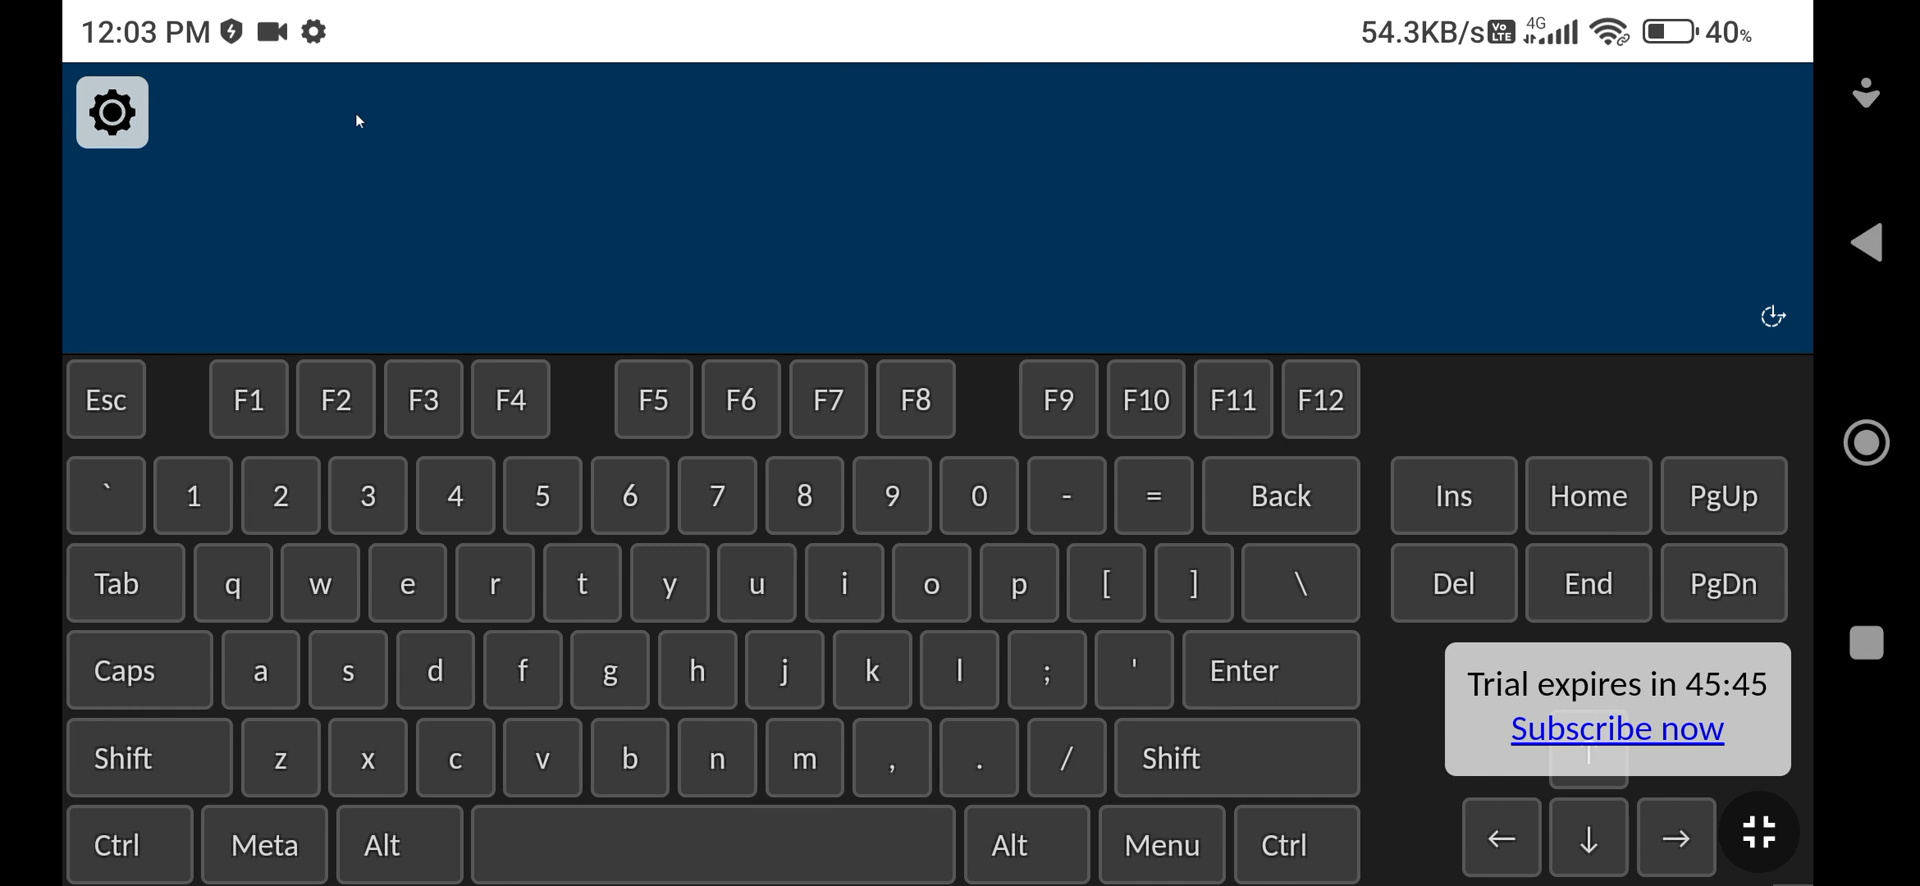 12:03 PM 54.3KB/s Vo LTE 4G 40%
Esc F1 F2 F3 F4 F5 F6 F7 F8 F9 F10 F11 F12
` 1 2 3 4 5 6 7 8 9 0 - = Back Ins Home PgUp
Tab q w e r t y u i o p [ ] \ Del End PgDn
Caps a s d f g h j k l ; ' Enter
Trial expires in 45:45
Subscribe now
Shift z x c v b n m , . / Shift
Ctrl Meta Alt Alt Menu Ctrl ← ↓ →